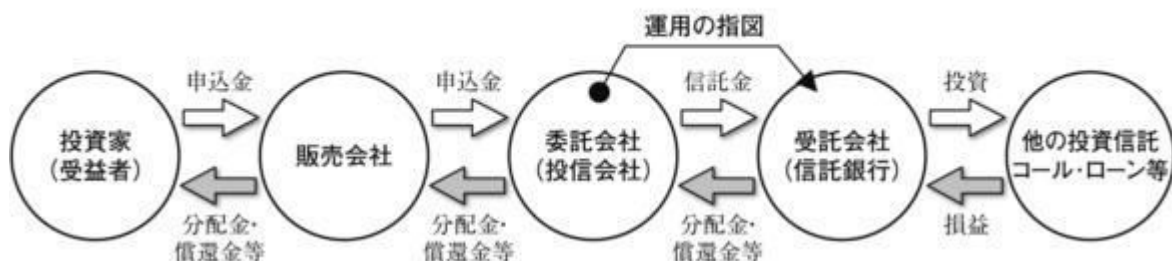 運用の指図
申込金
申込金
信託金
投資
投資家
(受益者)
販売会社
委託会社
(投信会社)
受託会社
(信託銀行)
他の投資信託
コール・ローン等
分配金・
償還金等
分配金・
償還金等
分配金・
償還金等
損益